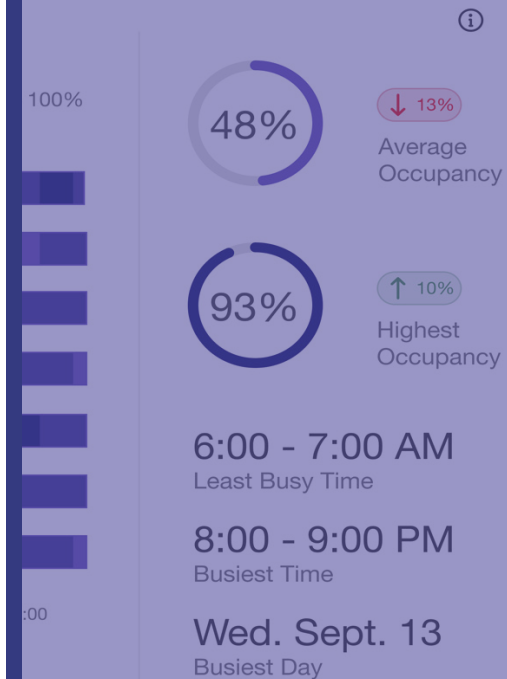 100%
48%
13%
Average
Occupancy
93%
10%
Highest
Occupancy
6:00 - 7:00 AM
Least Busy Time
8:00 - 9:00 PM
Busiest Time
:00
Wed. Sept. 13
Busiest Day